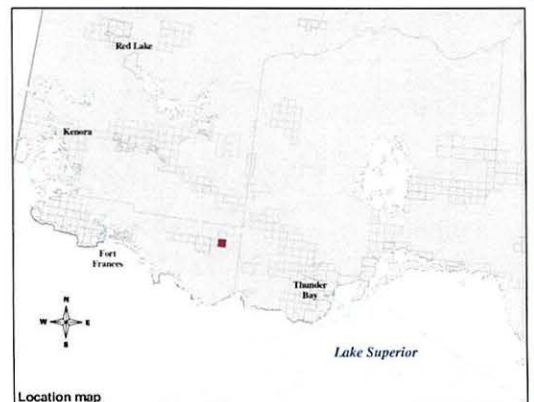 Red Lake
Kenora
Fort
Frances
Thunder
Bay
N
W E
S
Lake Superior
Location map